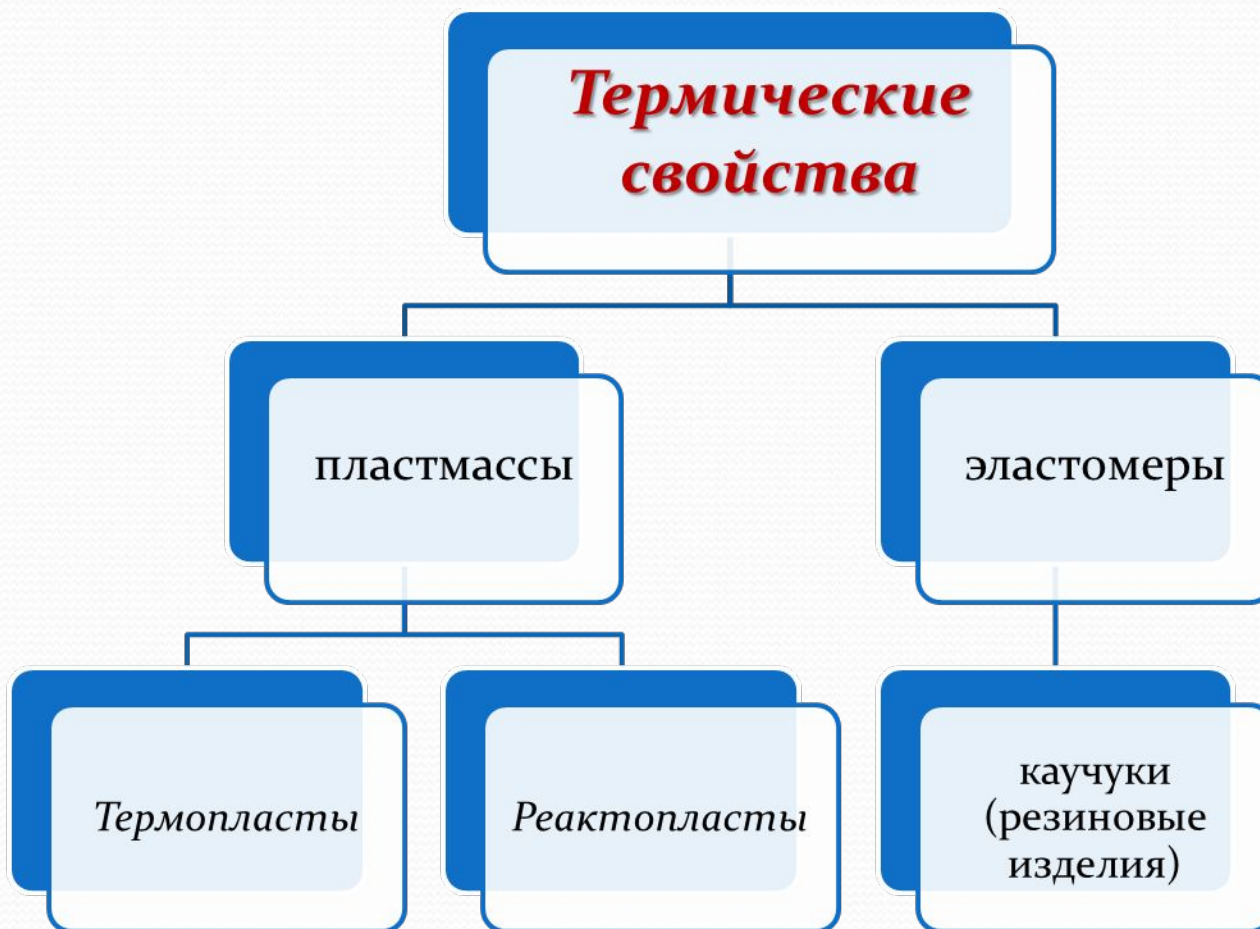 Термические
свойства
пластмассы
эластомеры
Термопласты
Реактопласты
каучуки
(резиновые
изделия)